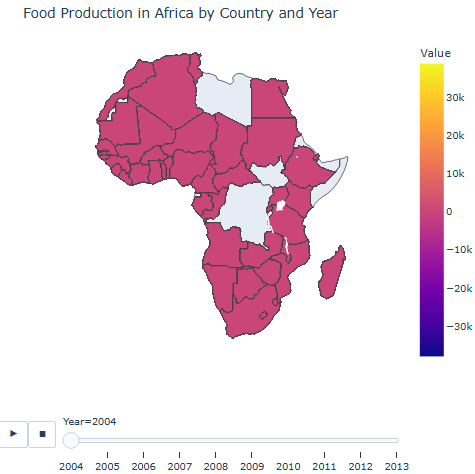 Food Production in Africa by Country and Year
Value
30k
20k
10k
0
−10k
−20k
−30k
Year=2004
2004 2005 2006 2007 2008 2009 2010 2011 2012 2013